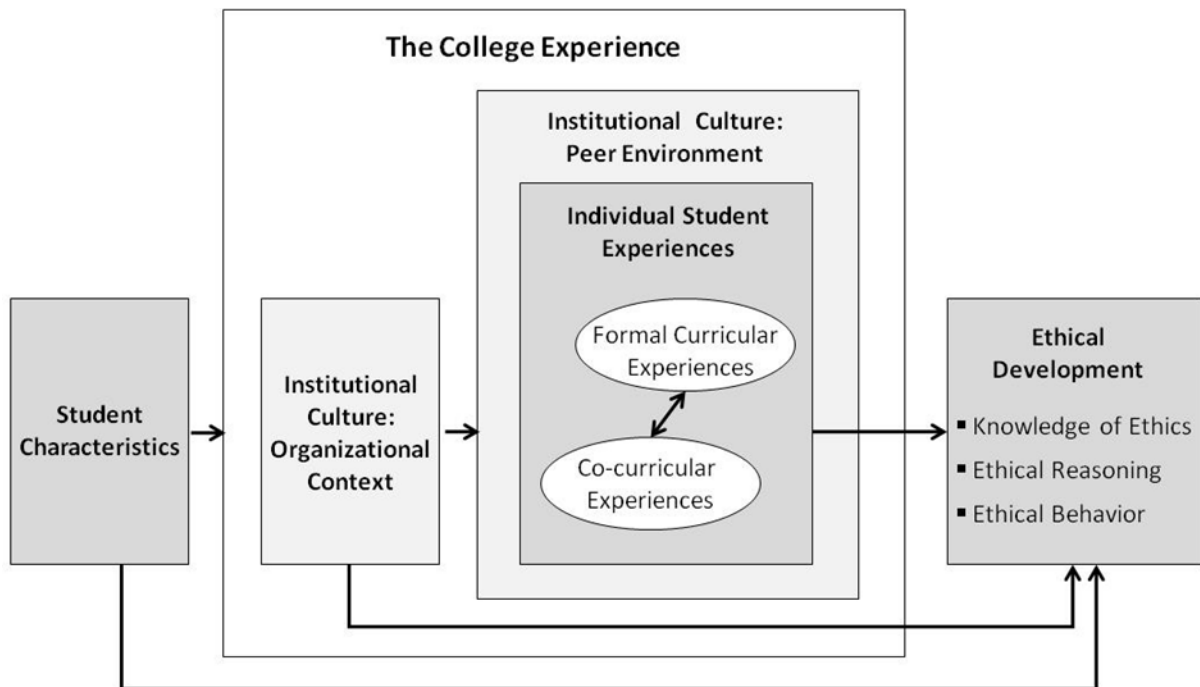 The College Experience
Institutional Culture:
Peer Environment
Individual Student
Experiences
Formal Curricular
Experiences
Co-curricular
Experiences
Student
Characteristics
Institutional
Culture:
Organizational
Context
Ethical
Development
▪ Knowledge of Ethics
▪ Ethical Reasoning
▪ Ethical Behavior